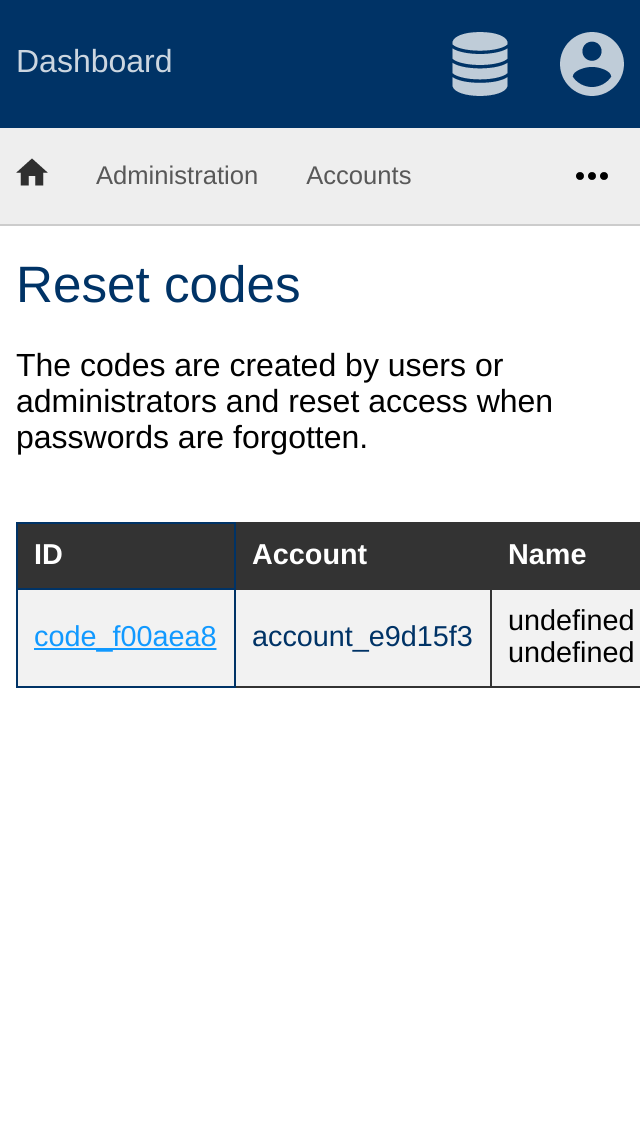 Dashboard
Administration
Accounts
Reset codes
The codes are created by users or
administrators and reset access when
passwords are forgotten.
ID
Account
Name
code_f00aea8
account_e9d15f3
undefined
undefined